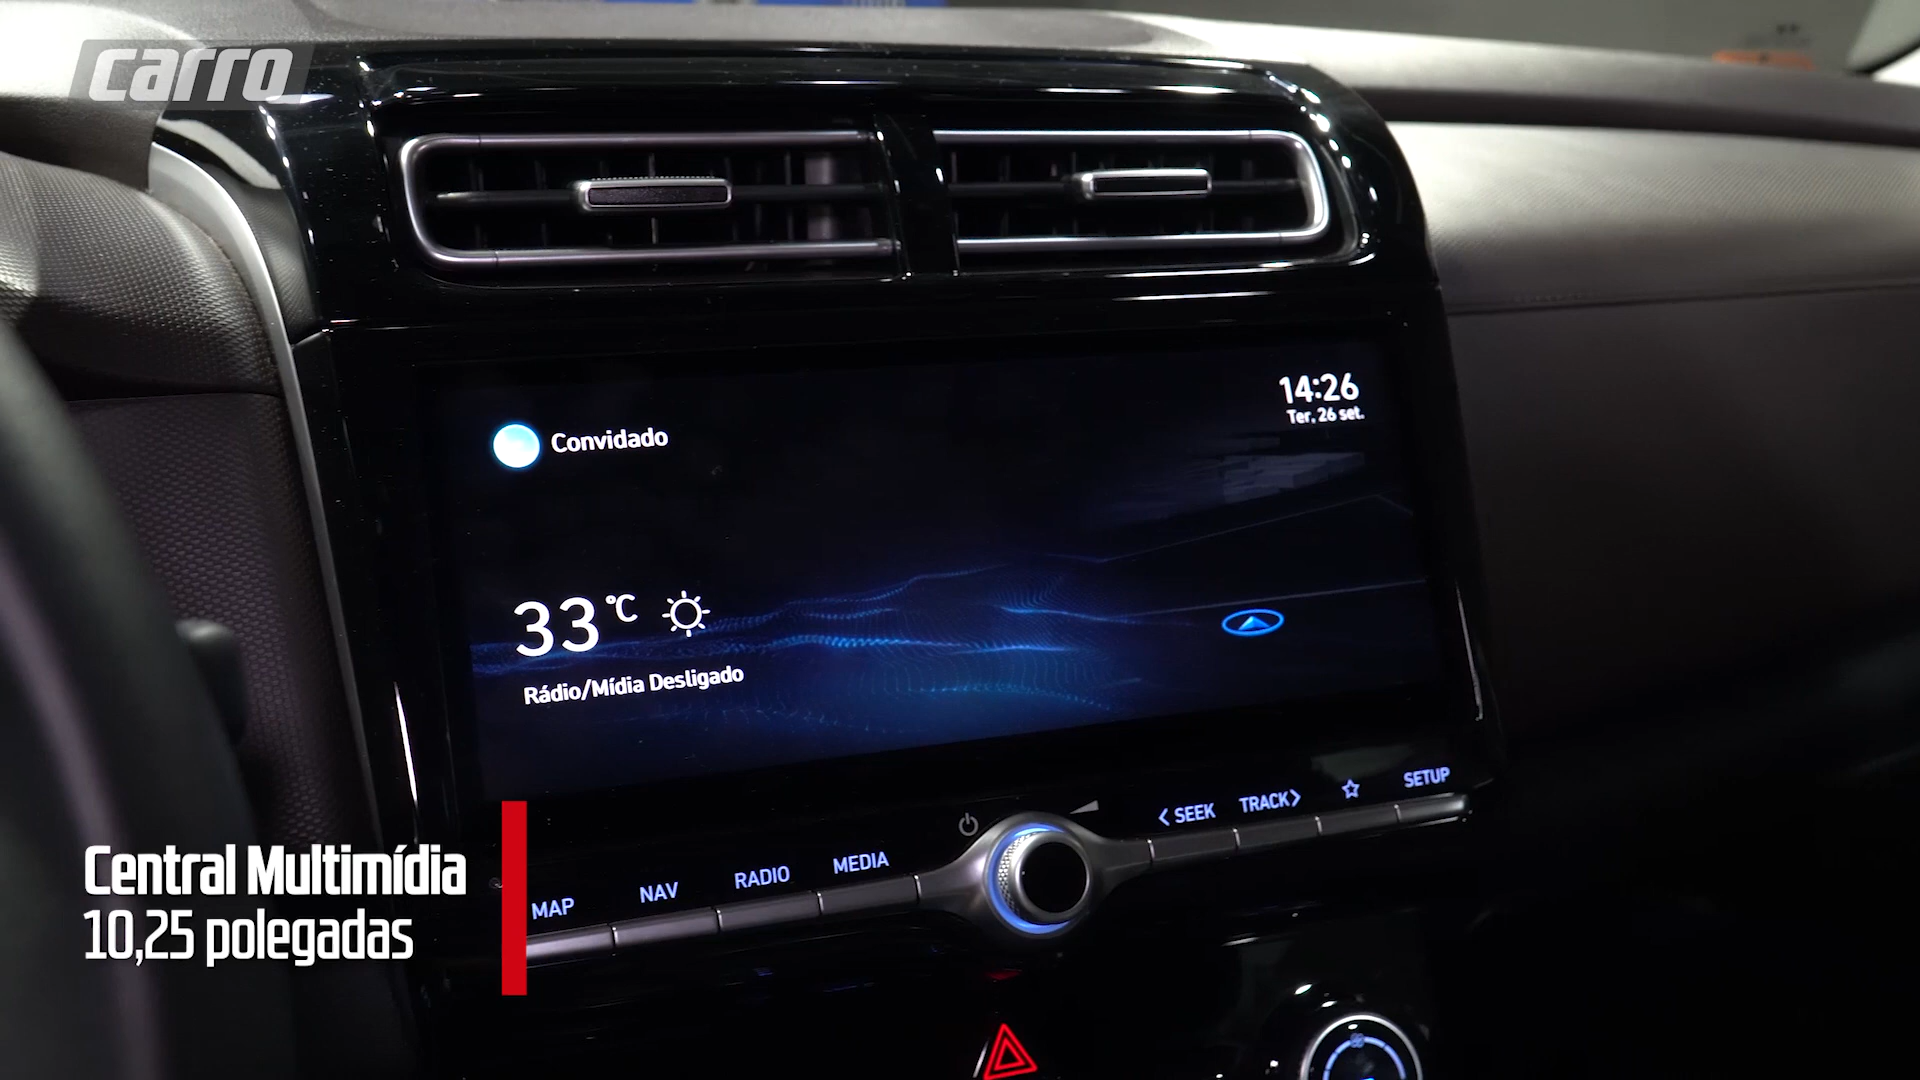 carro
14:26
Ter, 26 set.
Convidado
33 °C
Rádio/Mídia Desligado
MAP
NAV
RADIO
MEDIA
< SEEK
TRACK >
SETUP
Central Multimídia
10,25 polegadas